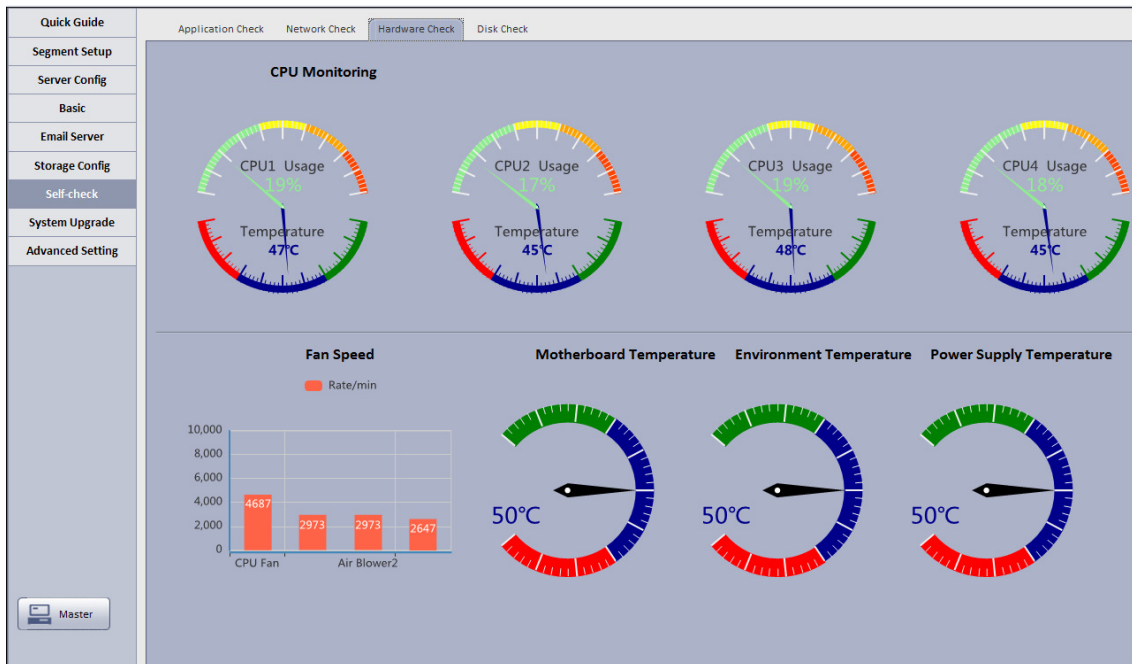 Quick Guide
Segment Setup
Server Config
Basic
Email Server
Storage Config
Self-check
System Upgrade
Advanced Setting
Master
Application Check Network Check Hardware Check Disk Check
CPU Monitoring
CPU1 Usage
19%
Temperature
47℃
CPU2 Usage
17%
Temperature
45℃
CPU3 Usage
19%
Temperature
48℃
CPU4 Usage
18%
Temperature
45℃
Fan Speed
Rate/min
10,000
8,000
6,000
4,000
2,000
0
4687
2973
2973
2647
CPU Fan Air Blower2
Motherboard Temperature
50℃
Environment Temperature
50℃
Power Supply Temperature
50℃